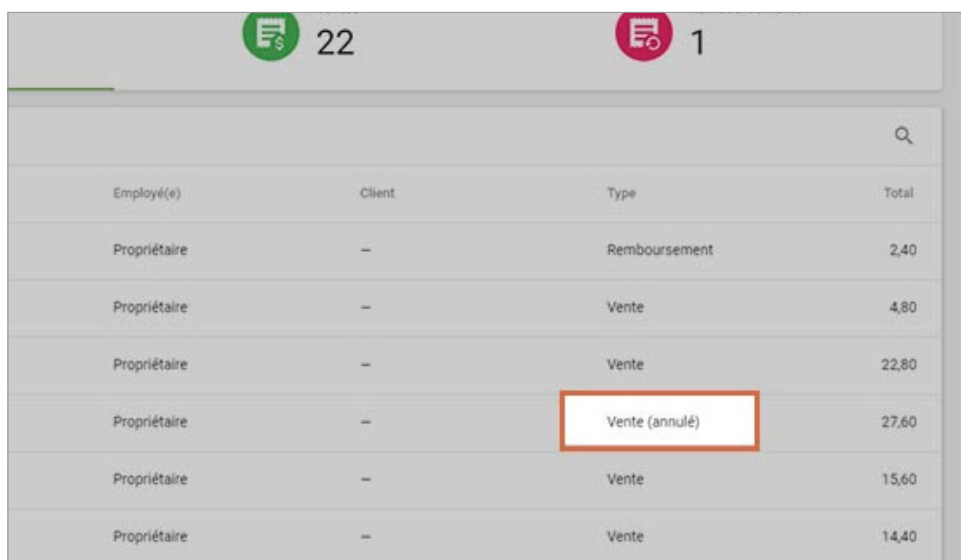 22
1
Employé(e) Client Type Total
Propriétaire — Remboursement 2,40
Propriétaire — Vente 4,80
Propriétaire — Vente 22,80
Propriétaire — Vente (annulé) 27,60
Propriétaire — Vente 15,60
Propriétaire — Vente 14,40